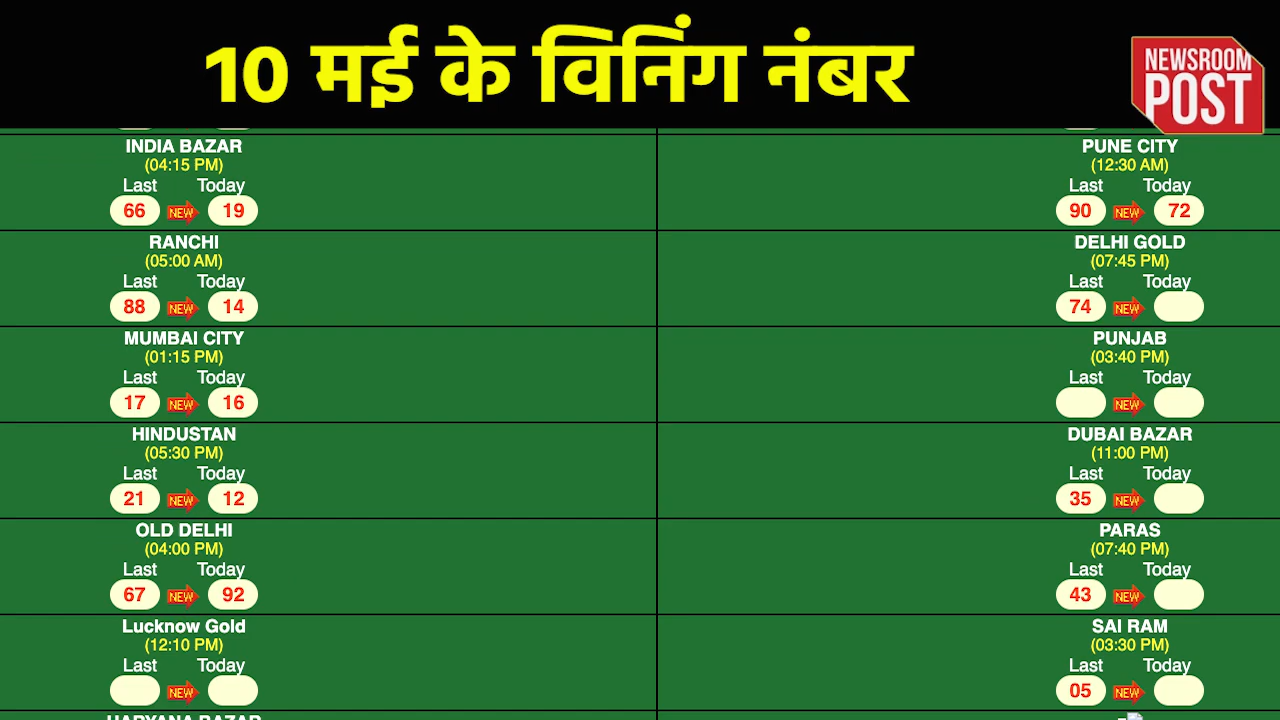 10 मई के विनिंग नंबर
NEWSROOM
POST
INDIA BAZAR
(04:15 PM)
Last Today
66 NEW 19
PUNE CITY
(12:30 AM)
Last Today
90 NEW 72
RANCHI
(05:00 AM)
Last Today
88 NEW 14
DELHI GOLD
(07:45 PM)
Last Today
74 NEW
MUMBAI CITY
(01:15 PM)
Last Today
17 NEW 16
PUNJAB
(03:40 PM)
Last Today
NEW
HINDUSTAN
(05:30 PM)
Last Today
21 NEW 12
DUBAI BAZAR
(11:00 PM)
Last Today
35 NEW
OLD DELHI
(04:00 PM)
Last Today
67 NEW 92
PARAS
(07:40 PM)
Last Today
43 NEW
Lucknow Gold
(12:10 PM)
Last Today
NEW
SAI RAM
(03:30 PM)
Last Today
05 NEW
HARYANA BAZAR